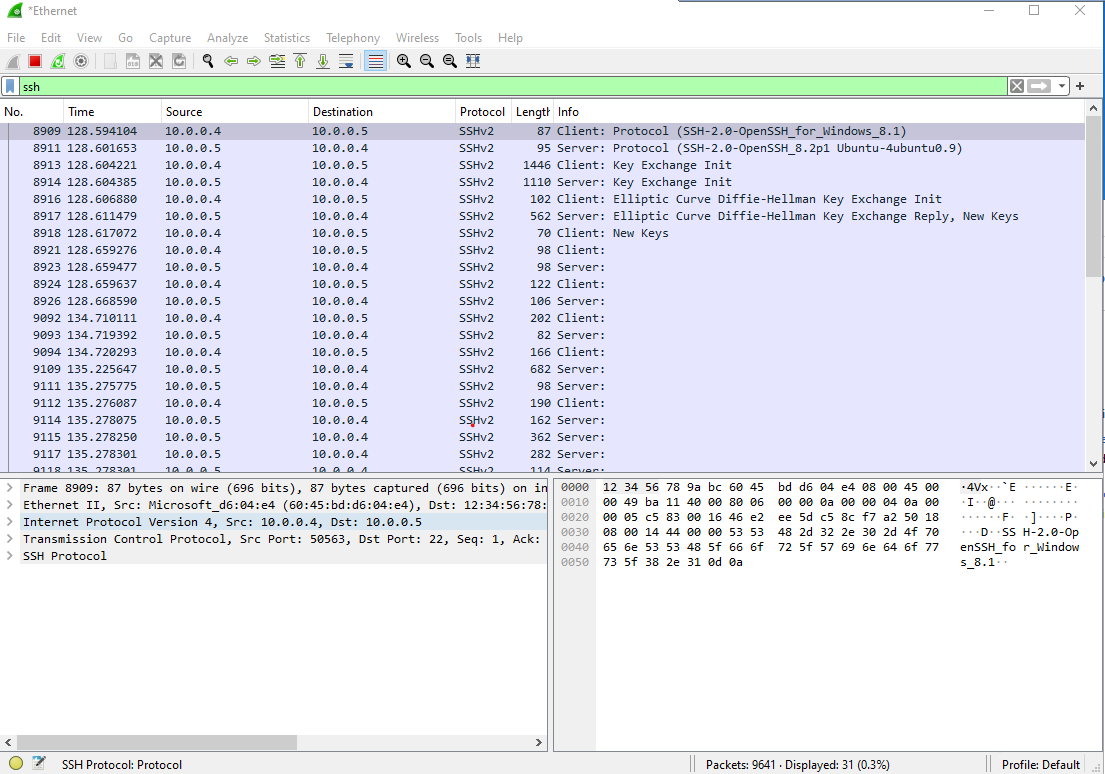 *Ethernet
File Edit View Go Capture Analyze Statistics Telephony Wireless Tools Help
ssh
No. Time Source Destination Protocol Length Info
8909 128.594104 10.0.0.4 10.0.0.5 SSHv2 87 Client: Protocol (SSH-2.0-OpenSSH_for_Windows_8.1)
8911 128.601653 10.0.0.5 10.0.0.4 SSHv2 95 Server: Protocol (SSH-2.0-OpenSSH_8.2p1 Ubuntu-4ubuntu0.9)
8913 128.604221 10.0.0.4 10.0.0.5 SSHv2 1446 Client: Key Exchange Init
8914 128.604385 10.0.0.5 10.0.0.4 SSHv2 1110 Server: Key Exchange Init
8916 128.606880 10.0.0.4 10.0.0.5 SSHv2 102 Client: Elliptic Curve Diffie-Hellman Key Exchange Init
8917 128.611479 10.0.0.5 10.0.0.4 SSHv2 562 Server: Elliptic Curve Diffie-Hellman Key Exchange Reply, New Keys
8918 128.617072 10.0.0.4 10.0.0.5 SSHv2 70 Client: New Keys
8921 128.659276 10.0.0.4 10.0.0.5 SSHv2 98 Client:
8923 128.659477 10.0.0.5 10.0.0.4 SSHv2 98 Server:
8924 128.659637 10.0.0.4 10.0.0.5 SSHv2 122 Client:
8926 128.668590 10.0.0.5 10.0.0.4 SSHv2 106 Server:
9092 134.710111 10.0.0.4 10.0.0.5 SSHv2 202 Client:
9093 134.719392 10.0.0.5 10.0.0.4 SSHv2 82 Server:
9094 134.720293 10.0.0.4 10.0.0.5 SSHv2 166 Client:
9109 135.225647 10.0.0.5 10.0.0.4 SSHv2 682 Server:
9111 135.275775 10.0.0.5 10.0.0.4 SSHv2 98 Server:
9112 135.276087 10.0.0.4 10.0.0.5 SSHv2 190 Client:
9114 135.278075 10.0.0.5 10.0.0.4 SSHv2 162 Server:
9115 135.278250 10.0.0.5 10.0.0.4 SSHv2 362 Server:
9117 135.278301 10.0.0.5 10.0.0.4 SSHv2 282 Server:
9118 135.278301 10.0.0.5 10.0.0.4 SSHv2 114 Server:
Frame 8909: 87 bytes on wire (696 bits), 87 bytes captured (696 bits) on in
Ethernet II, Src: Microsoft_d6:04:e4 (60:45:bd:d6:04:e4), Dst: 12:34:56:78:
Internet Protocol Version 4, Src: 10.0.0.4, Dst: 10.0.0.5
Transmission Control Protocol, Src Port: 50563, Dst Port: 22, Seq: 1, Ack:
SSH Protocol
0000 12 34 56 78 9a bc 60 45 bd d6 04 e4 08 00 45 00 ·4Vx··`E ······E·
0010 00 49 ba 11 40 00 80 06 00 00 0a 00 00 04 0a 00 ·I··@··· ········
0020 00 05 c5 83 00 16 46 e2 ee 5d c5 8c f7 a2 50 18 ······F· ·]····P·
0030 08 00 14 44 00 00 53 53 48 2d 32 2e 30 2d 4f 70 ···D··SS H-2.0-Op
0040 65 6e 53 53 48 5f 66 6f 72 5f 57 69 6e 64 6f 77 enSSH_fo r_Window
0050 73 5f 38 2e 31 0d 0a s_8.1··
SSH Protocol: Protocol Packets: 9641 · Displayed: 31 (0.3%) Profile: Default